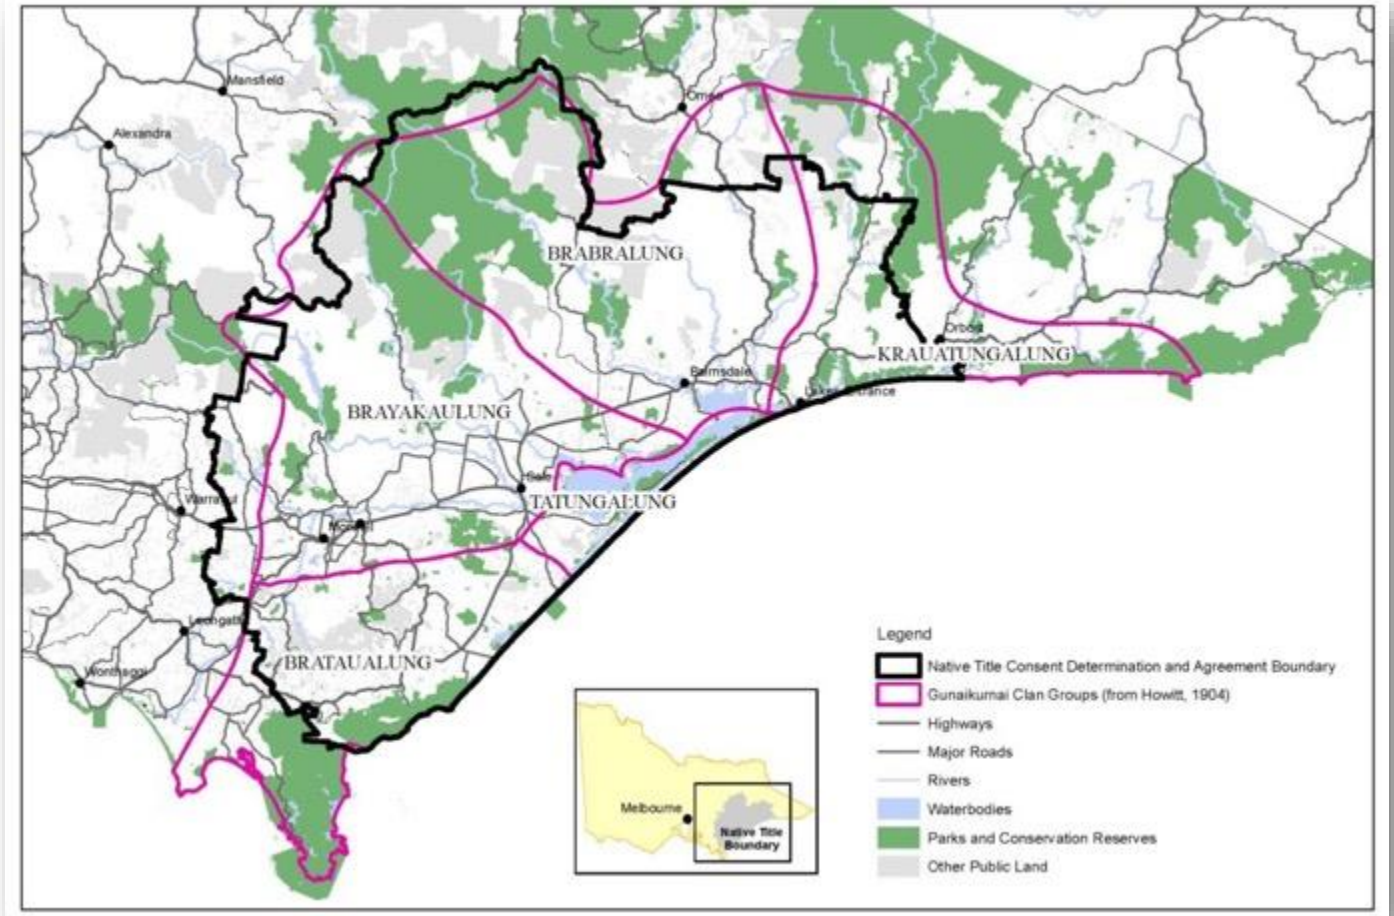 Mansfield
Omeo
Alexandra
BRABRALUNG
Orbost
KRAUATUNGALUNG
Bairnsdale
Lakes Entrance
BRAYAKAULUNG
Sale
TATUNGALUNG
Warragul
Morwell
Leongatha
BRATAUALUNG
Wonthaggi
Legend
Native Title Consent Determination and Agreement Boundary
Gunaikurnai Clan Groups (from Howitt, 1904)
Highways
Major Roads
Rivers
Waterbodies
Parks and Conservation Reserves
Other Public Land
Melbourne
Native Title
Boundary